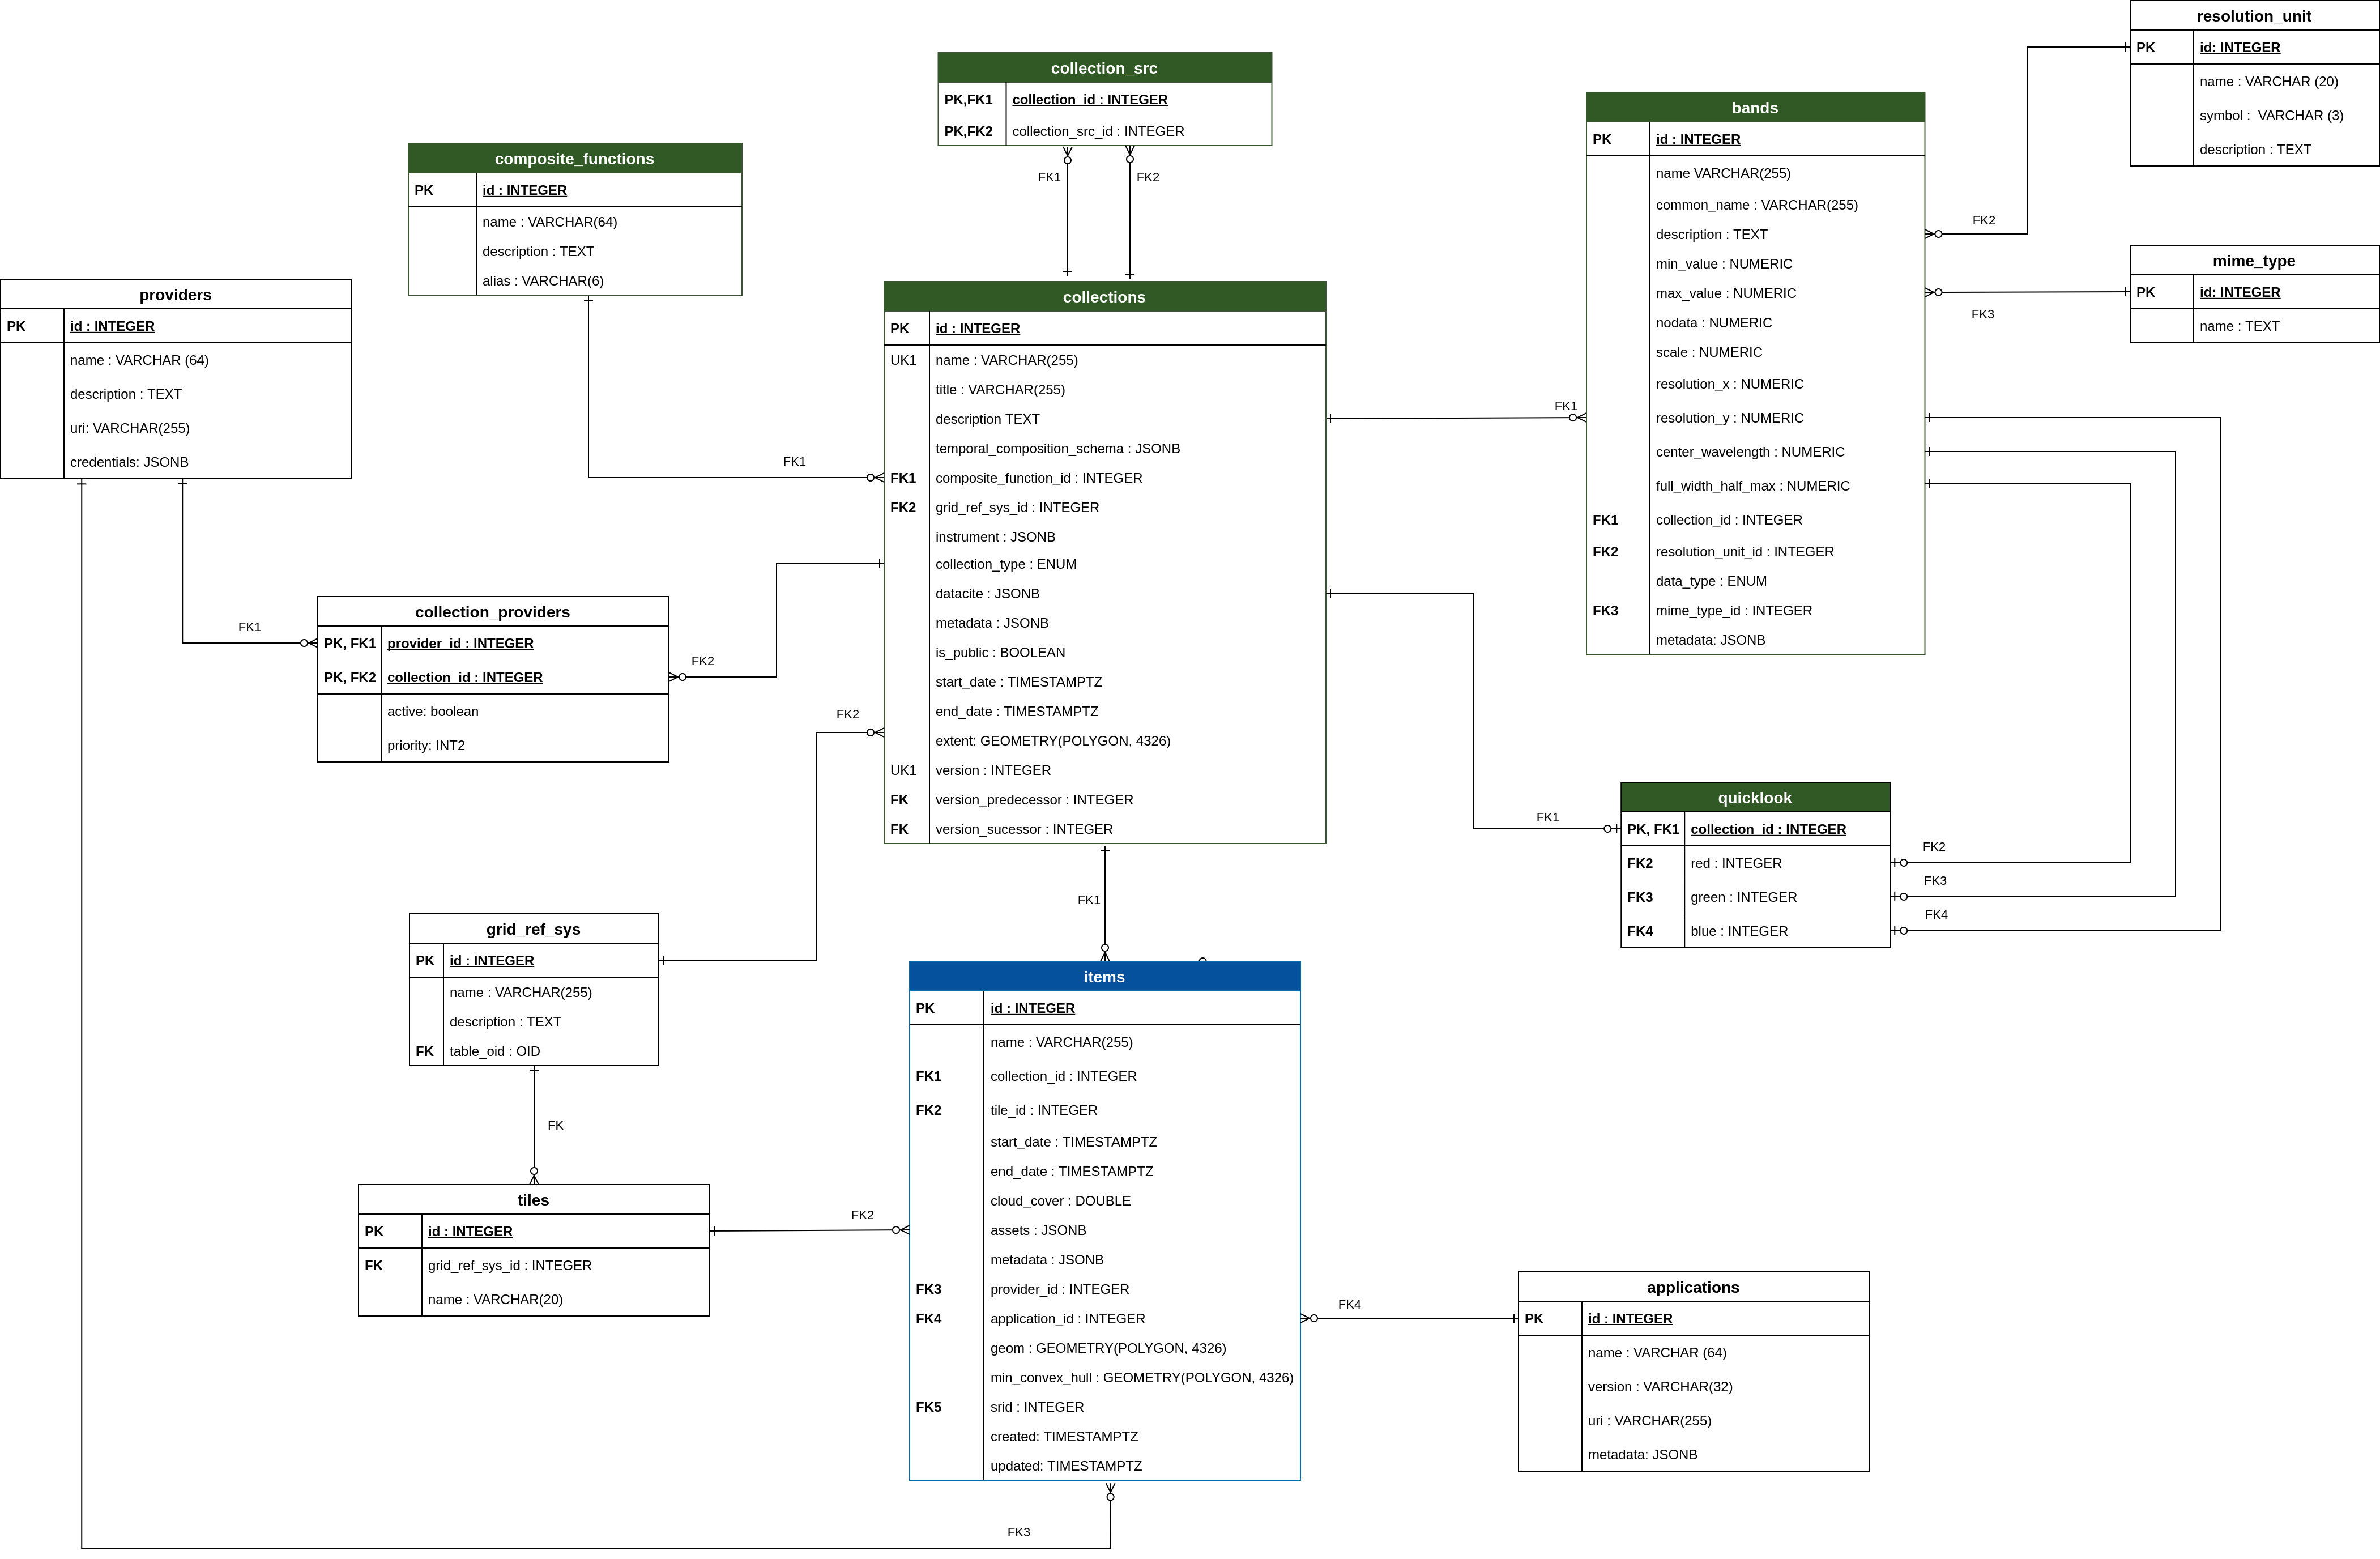 resolution_unit
PK id: INTEGER
name : VARCHAR (20)
symbol : VARCHAR (3)
description : TEXT
collection_src
PK,FK1 collection_id : INTEGER
PK,FK2 collection_src_id : INTEGER
FK1
FK2
bands
PK id : INTEGER
name VARCHAR(255)
common_name : VARCHAR(255)
description : TEXT
min_value : NUMERIC
max_value : NUMERIC
nodata : NUMERIC
scale : NUMERIC
resolution_x : NUMERIC
resolution_y : NUMERIC
center_wavelength : NUMERIC
full_width_half_max : NUMERIC
FK1 collection_id : INTEGER
FK2 resolution_unit_id : INTEGER
data_type : ENUM
FK3 mime_type_id : INTEGER
metadata: JSONB
FK2
FK3
FK1
mime_type
PK id: INTEGER
name : TEXT
composite_functions
PK id : INTEGER
name : VARCHAR(64)
description : TEXT
alias : VARCHAR(6)
FK1
providers
PK id : INTEGER
name : VARCHAR (64)
description : TEXT
uri: VARCHAR(255)
credentials: JSONB
FK1
collections
PK id : INTEGER
UK1 name : VARCHAR(255)
title : VARCHAR(255)
description TEXT
temporal_composition_schema : JSONB
FK1 composite_function_id : INTEGER
FK2 grid_ref_sys_id : INTEGER
instrument : JSONB
collection_type : ENUM
datacite : JSONB
metadata : JSONB
is_public : BOOLEAN
start_date : TIMESTAMPTZ
end_date : TIMESTAMPTZ
extent: GEOMETRY(POLYGON, 4326)
UK1 version : INTEGER
FK version_predecessor : INTEGER
FK version_sucessor : INTEGER
collection_providers
PK, FK1 provider_id : INTEGER
PK, FK2 collection_id : INTEGER
active: boolean
priority: INT2
FK2
FK2
FK1
FK1
quicklook
PK, FK1 collection_id : INTEGER
FK2 red : INTEGER
FK3 green : INTEGER
FK4 blue : INTEGER
FK2
FK3
FK4
grid_ref_sys
PK id : INTEGER
name : VARCHAR(255)
description : TEXT
FK table_oid : OID
FK
tiles
PK id : INTEGER
FK grid_ref_sys_id : INTEGER
name : VARCHAR(20)
FK2
items
PK id : INTEGER
name : VARCHAR(255)
FK1 collection_id : INTEGER
FK2 tile_id : INTEGER
start_date : TIMESTAMPTZ
end_date : TIMESTAMPTZ
cloud_cover : DOUBLE
assets : JSONB
metadata : JSONB
FK3 provider_id : INTEGER
FK4 application_id : INTEGER
geom : GEOMETRY(POLYGON, 4326)
min_convex_hull : GEOMETRY(POLYGON, 4326)
FK5 srid : INTEGER
created: TIMESTAMPTZ
updated: TIMESTAMPTZ
FK4
applications
PK id : INTEGER
name : VARCHAR (64)
version : VARCHAR(32)
uri : VARCHAR(255)
metadata: JSONB
FK3